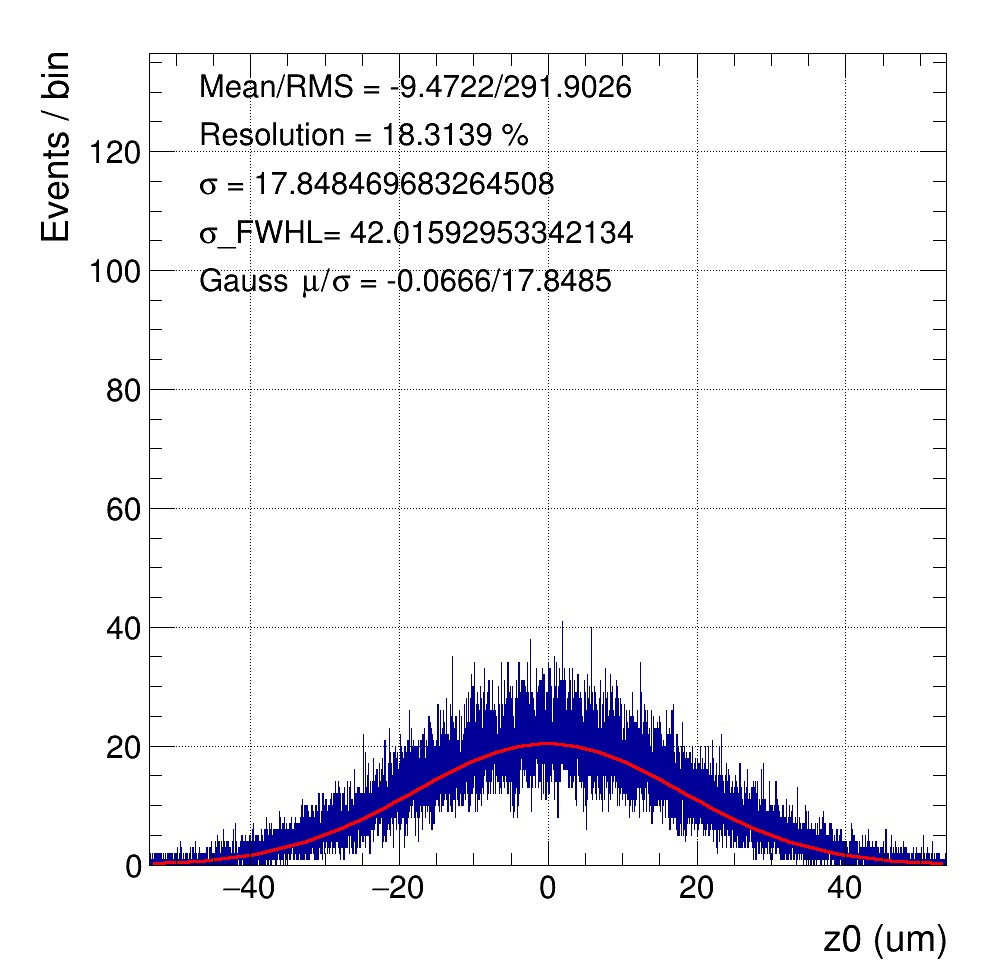 Events / bin
Mean/RMS = -9.4722/291.9026
Resolution = 18.3139 %
σ = 17.848469683264508
σ_FWHL= 42.01592953342134
Gauss μ/σ = -0.0666/17.8485
120
100
80
60
40
20
0
−40 −20 0 20 40
z0 (um)